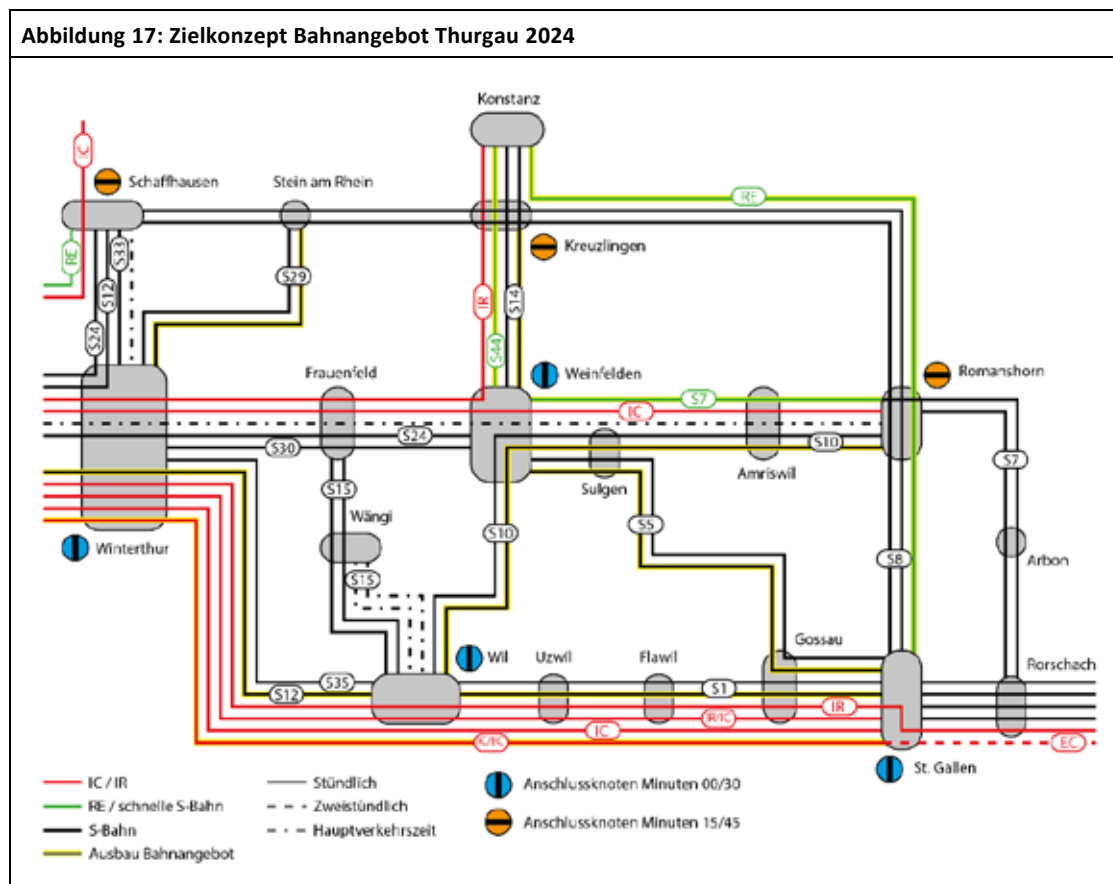 Abbildung 17: Zielkonzept Bahnangebot Thurgau 2024
Konstanz
IC
Schaffhausen
Stein am Rhein
RE
Kreuzlingen
RE
S33
S12
S24
S29
IR
S14
S44
Frauenfeld
Weinfelden
Romanshorn
S7
IC
S24
S10
S30
S7
Sulgen
Amriswil
S15
Wängi
S10
S5
Winterthur
S8
Arbon
S15
Gossau
Wil
Uzwil
Flawil
Rorschach
S35
S12
S1
IR
IR/IC
IC
IC/EC
EC
St. Gallen
IC / IR
RE / schnelle S-Bahn
S-Bahn
Ausbau Bahnangebot
Stündlich
Zweistündlich
Hauptverkehrszeit
Anschlussknoten Minuten 00/30
Anschlussknoten Minuten 15/45